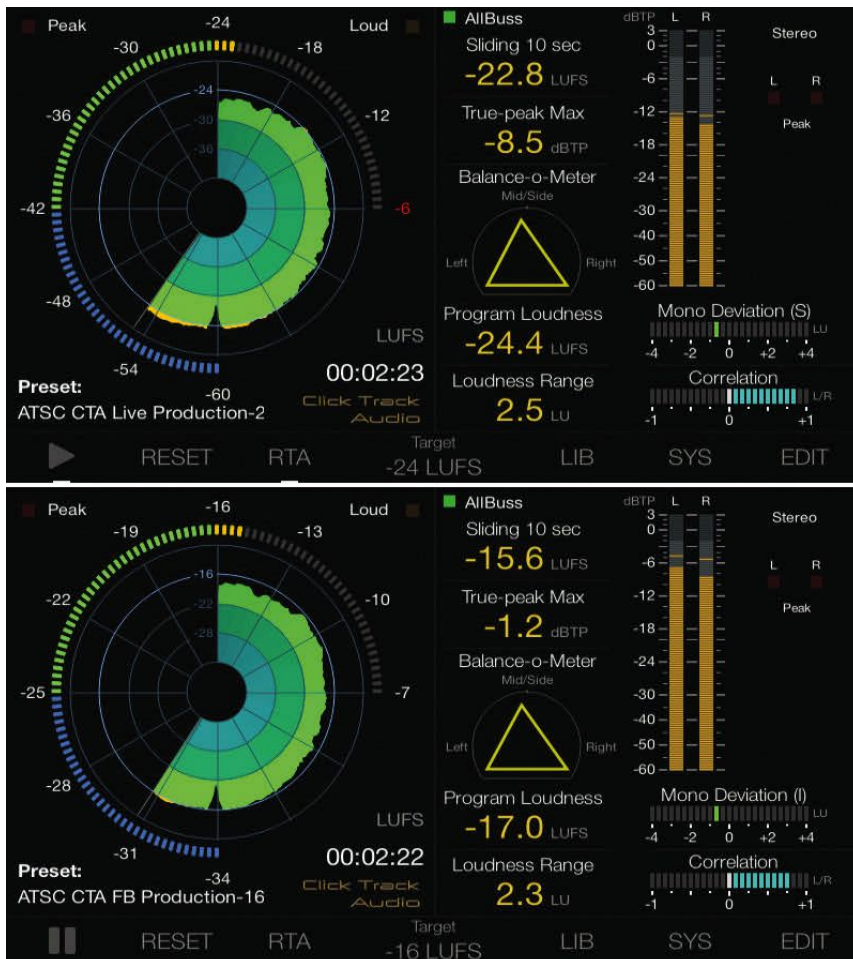 Peak
-24
Loud
-30
-18
-36
-12
-42
-6
-48
-54
-60
-24
-30
-36
LUFS
00:02:23
Preset:
ATSC CTA Live Production-2
Click Track
Audio
AllBuss
Sliding 10 sec
-22.8 LUFS
True-peak Max
-8.5 dBTP
Balance-o-Meter
Mid/Side
Left
Right
Program Loudness
-24.4 LUFS
Loudness Range
2.5 LU
dBTP L R
3
0
-6
-12
-18
-24
-30
-40
-50
-60
Stereo
L R
Peak
Mono Deviation (S)
LU
-4 -2 0 +2 +4
Correlation
L/R
-1 0 +1
RESET
RTA
Target
-24 LUFS
LIB
SYS
EDIT
Peak
-16
Loud
-19
-13
-22
-10
-25
-7
-28
-31
-34
-16
-22
-28
LUFS
00:02:22
Preset:
ATSC CTA FB Production-16
Click Track
Audio
AllBuss
Sliding 10 sec
-15.6 LUFS
True-peak Max
-1.2 dBTP
Balance-o-Meter
Mid/Side
Left
Right
Program Loudness
-17.0 LUFS
Loudness Range
2.3 LU
dBTP L R
3
0
-6
-12
-18
-24
-30
-40
-50
-60
Stereo
L R
Peak
Mono Deviation (I)
LU
-4 -2 0 +2 +4
Correlation
L/R
-1 0 +1
RESET
RTA
Target
-16 LUFS
LIB
SYS
EDIT